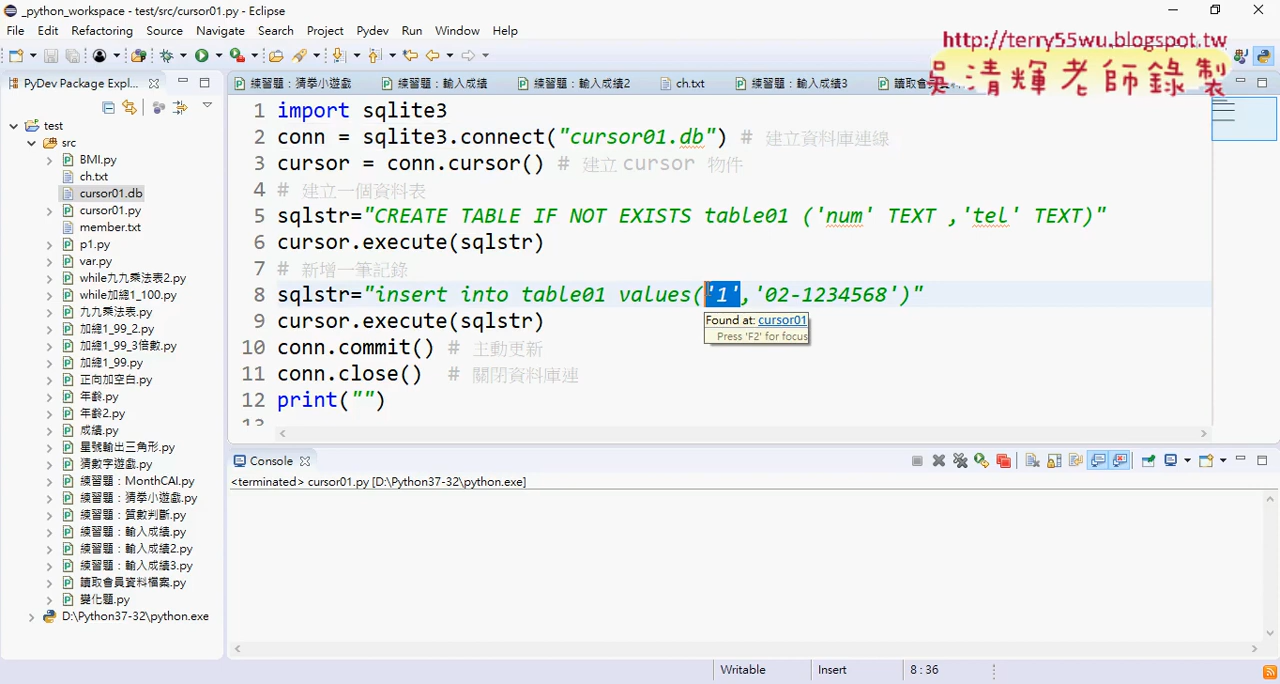 _python_workspace - test/src/cursor01.py - Eclipse
File Edit Refactoring Source Navigate Search Project Pydev Run Window Help
http://terry55wu.blogspot.tw
吳清輝老師錄製
PyDev Package Expl...
練習題：猜拳小遊戲 練習題：輸入成績 練習題：輸入成績2 ch.txt 練習題：輸入成績3
test
src
BMI.py
ch.txt
cursor01.db
cursor01.py
member.txt
p1.py
var.py
while九九乘法表2.py
while加總1_100.py
九九乘法表.py
加總1_99_2.py
加總1_99_3倍數.py
加總1_99.py
正向加空白.py
年齡.py
年齡2.py
成績.py
星號輸出三角形.py
猜數字遊戲.py
練習題：MonthCAl.py
練習題：猜拳小遊戲.py
練習題：質數判斷.py
練習題：輸入成績.py
練習題：輸入成績2.py
練習題：輸入成績3.py
讀取會員資料檔案.py
變化題.py
D:\Python37-32\python.exe
1 import sqlite3
2 conn = sqlite3.connect("cursor01.db") # 建立資料庫連線
3 cursor = conn.cursor() # 建立 cursor 物件
4 # 建立一個資料表
5 sqlstr="CREATE TABLE IF NOT EXISTS table01 ('num' TEXT ,'tel' TEXT)"
6 cursor.execute(sqlstr)
7 # 新增一筆記錄
8 sqlstr="insert into table01 values('1','02-1234568')"
9 cursor.execute(sqlstr)
Found at: cursor01
Press 'F2' for focus
10 conn.commit() # 主動更新
11 conn.close() # 關閉資料庫連
12 print("")
13
Console
<terminated> cursor01.py [D:\Python37-32\python.exe]
Writable Insert 8 : 36